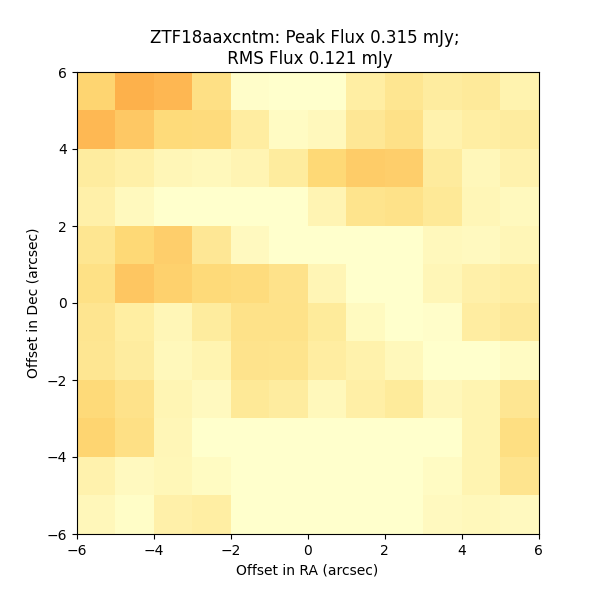 ZTF18aaxcntm: Peak Flux 0.315 mJy;
RMS Flux 0.121 mJy
6
4
2
0
−2
−4
−6
Offset in Dec (arcsec)
−6 −4 −2 0 2 4 6
Offset in RA (arcsec)